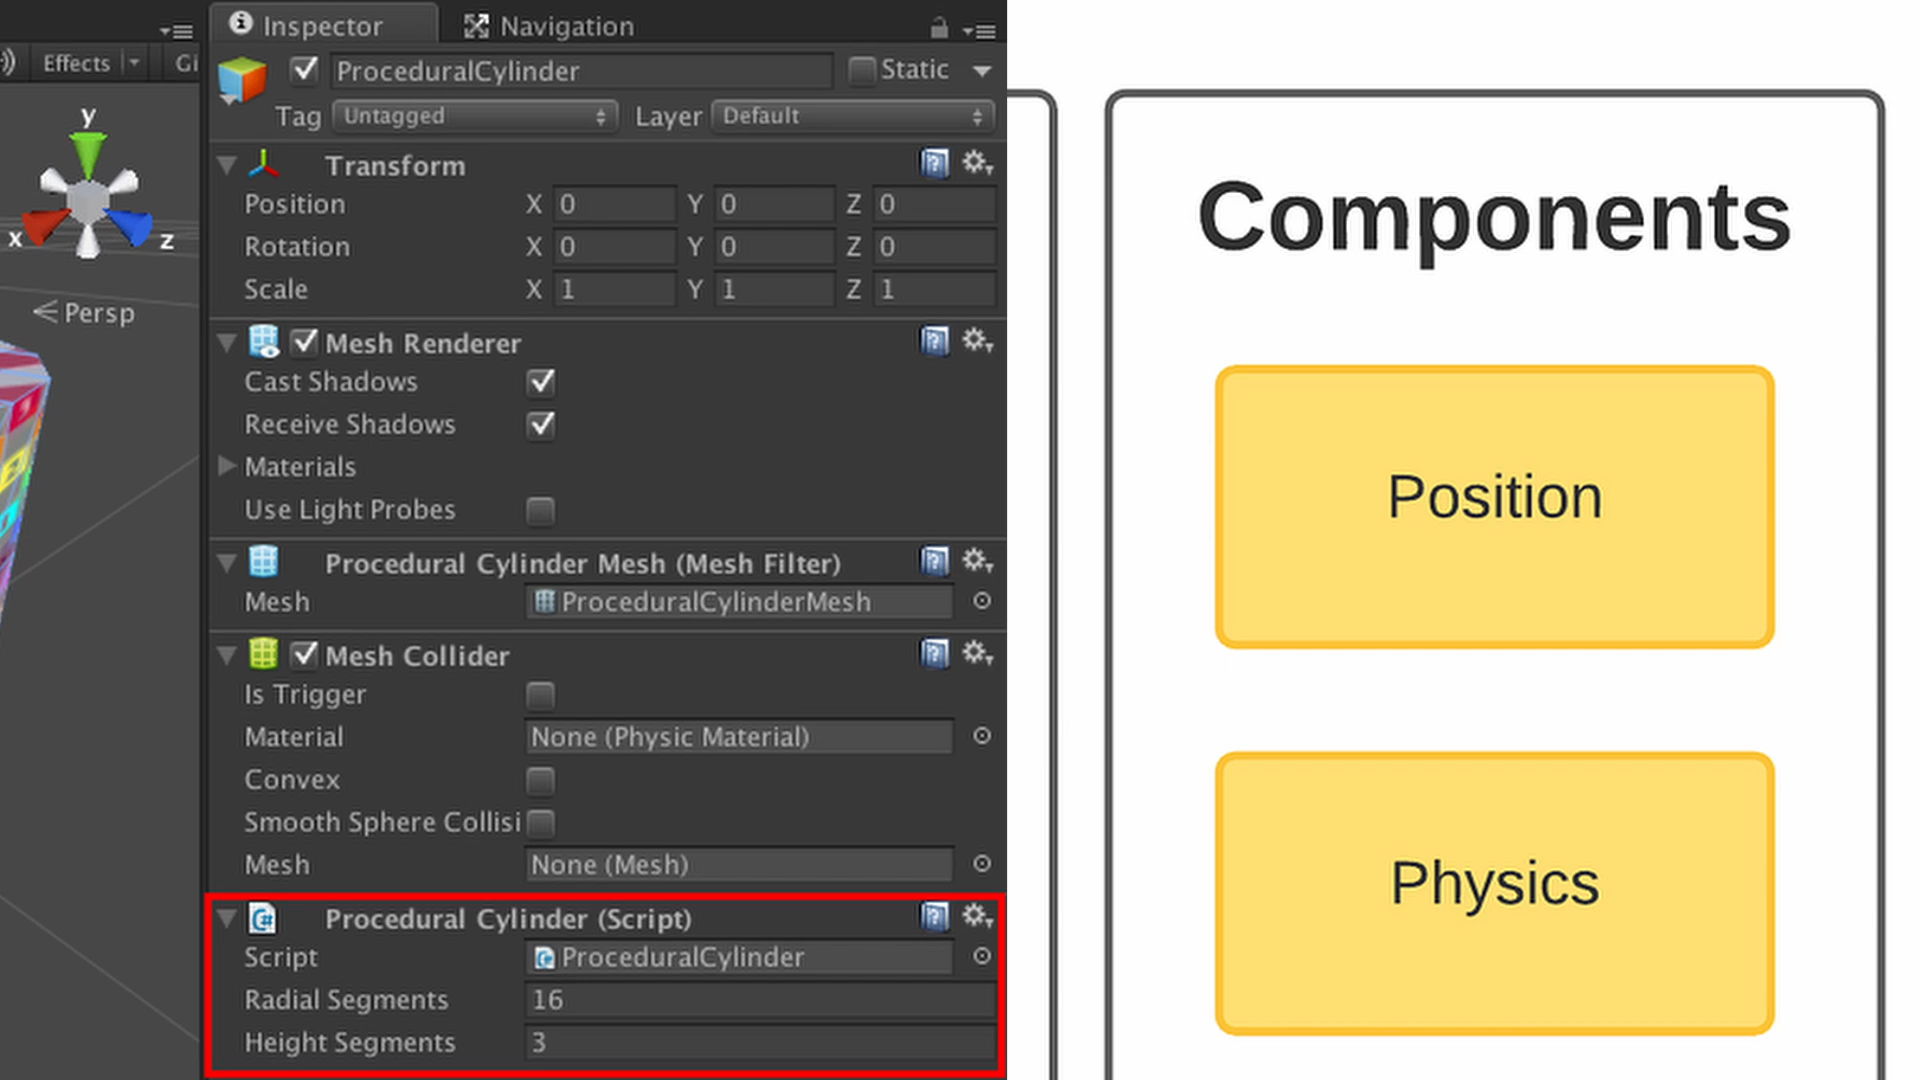 Inspector
Navigation
Effects
Gi
ProceduralCylinder
Static
Tag Untagged Layer Default
Transform
Position X 0 Y 0 Z 0
Rotation X 0 Y 0 Z 0
Scale X 1 Y 1 Z 1
Mesh Renderer
Cast Shadows
Receive Shadows
Materials
Use Light Probes
Procedural Cylinder Mesh (Mesh Filter)
Mesh ProceduralCylinderMesh
Mesh Collider
Is Trigger
Material None (Physic Material)
Convex
Smooth Sphere Collisi
Mesh None (Mesh)
Procedural Cylinder (Script)
Script ProceduralCylinder
Radial Segments 16
Height Segments 3
y
x
z
Persp
Components
Position
Physics